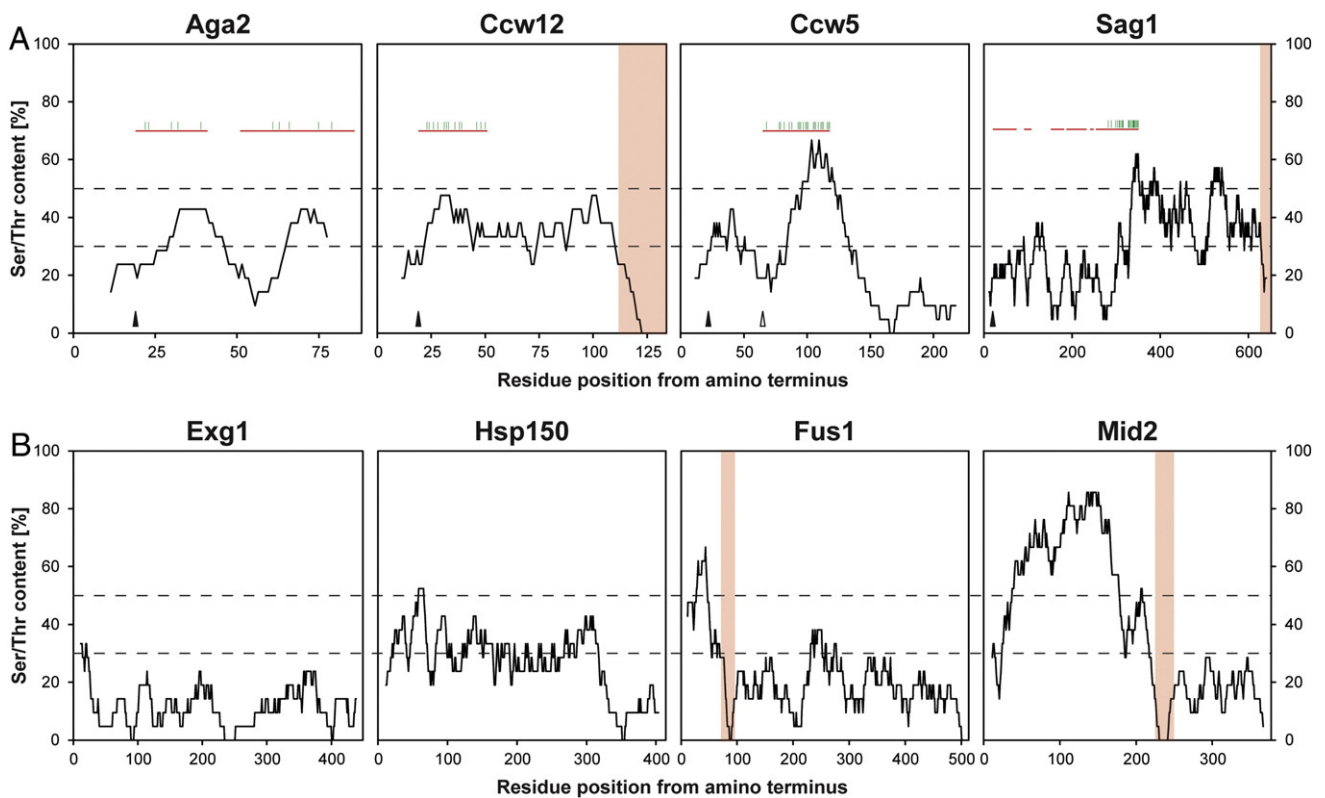 A
Aga2 Ccw12 Ccw5 Sag1
Ser/Thr content [%]
100 80 60 40 20 0
100 80 60 40 20 0
0 25 50 75
0 25 50 75 100 125
0 50 100 150 200
0 200 400 600
Residue position from amino terminus
B
Exg1 Hsp150 Fus1 Mid2
Ser/Thr content [%]
100 80 60 40 20 0
100 80 60 40 20 0
0 100 200 300 400
0 100 200 300 400
0 100 200 300 400 500
0 100 200 300
Residue position from amino terminus